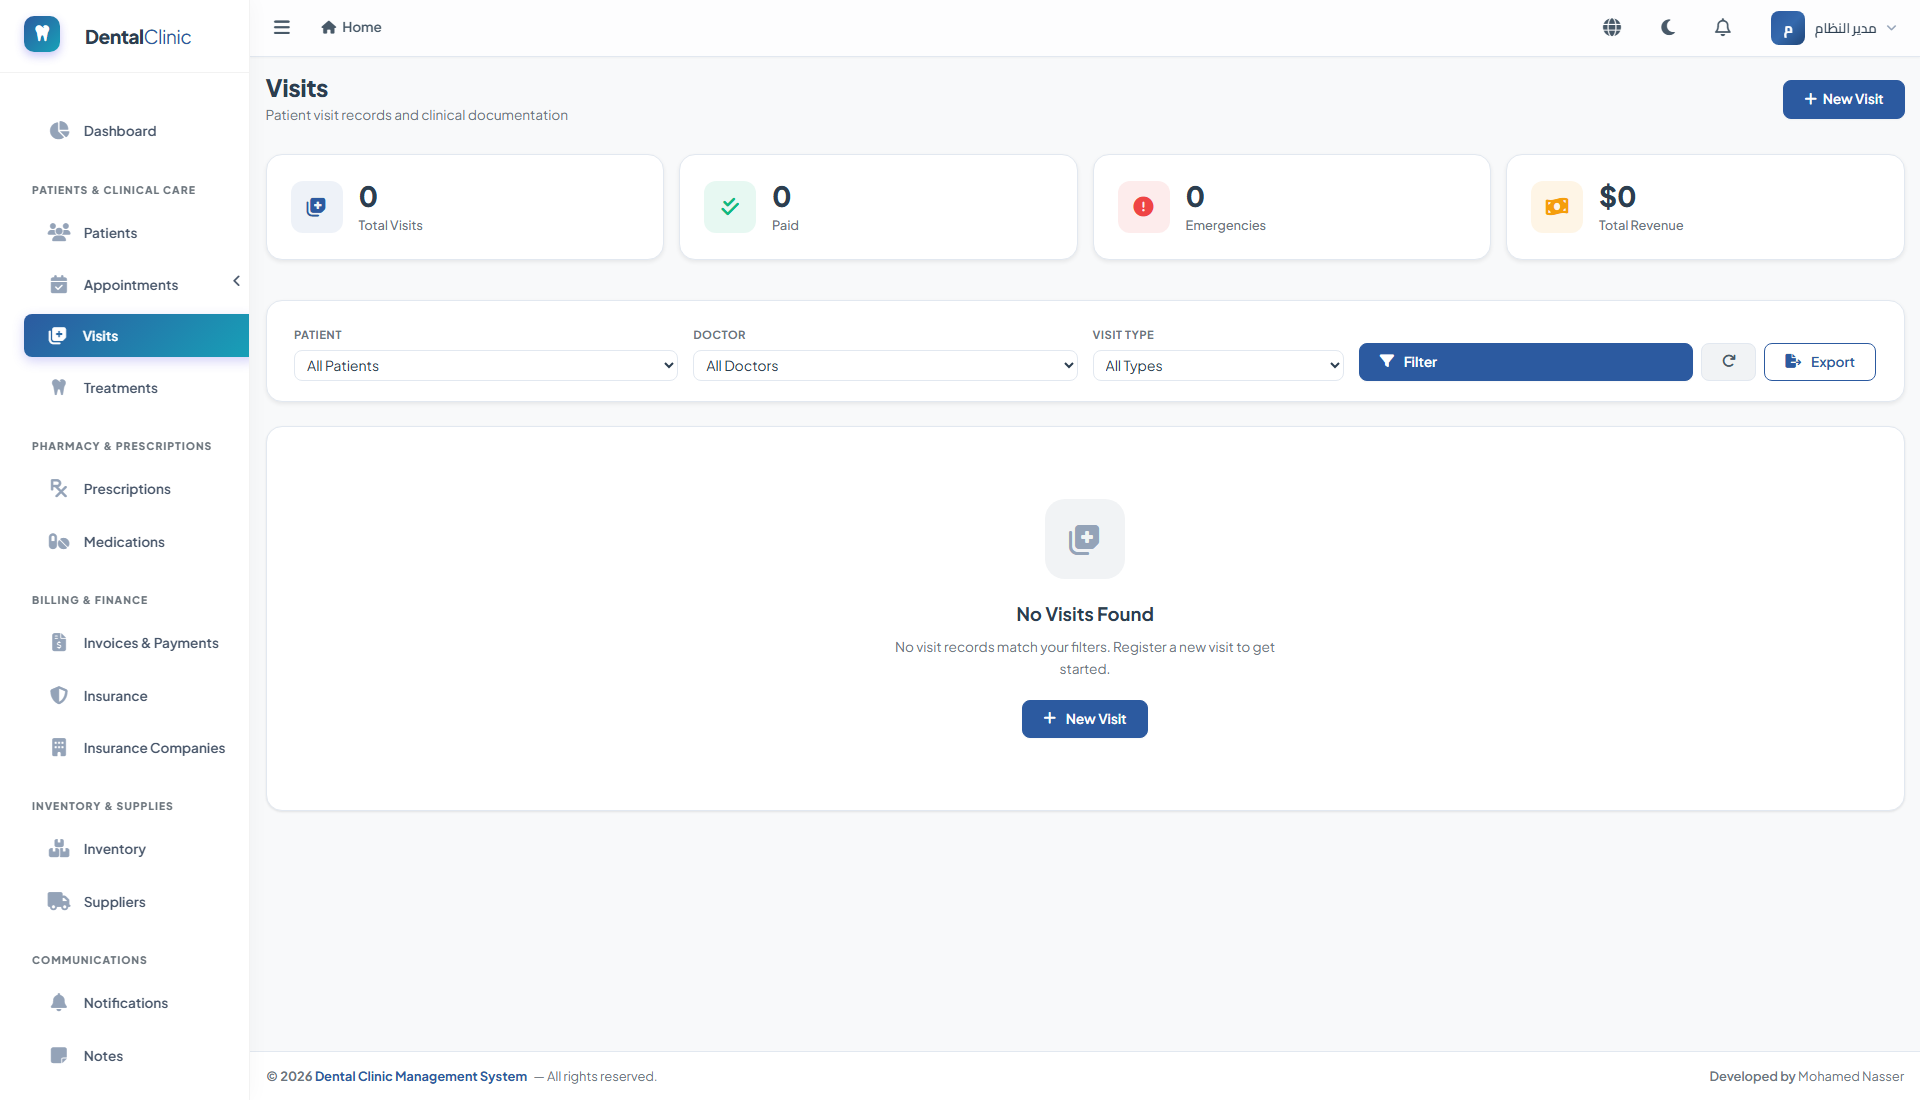 DentalClinic
Home
م
مدير النظام
Dashboard
PATIENTS & CLINICAL CARE
Patients
Appointments
Visits
Treatments
PHARMACY & PRESCRIPTIONS
Prescriptions
Medications
BILLING & FINANCE
Invoices & Payments
Insurance
Insurance Companies
INVENTORY & SUPPLIES
Inventory
Suppliers
COMMUNICATIONS
Notifications
Notes
Visits
Patient visit records and clinical documentation
New Visit
0
Total Visits
0
Paid
0
Emergencies
$0
Total Revenue
PATIENT
All Patients
DOCTOR
All Doctors
VISIT TYPE
All Types
Filter
Export
No Visits Found
No visit records match your filters. Register a new visit to get
started.
New Visit
© 2026 Dental Clinic Management System — All rights reserved.
Developed by Mohamed Nasser